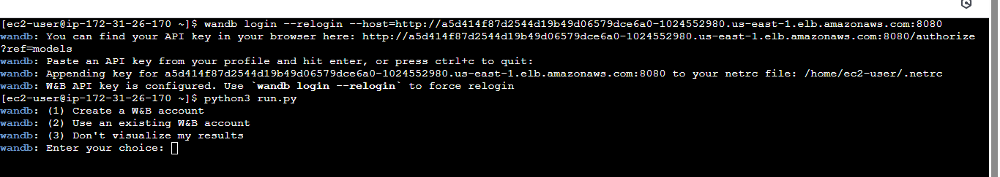 [ec2-user@ip-172-31-26-170 ~]$ wandb login --relogin --host=http://a5d414f87d2544d19b49d06579dce6a0-1024552980.us-east-1.elb.amazonaws.com:8080
wandb: You can find your API key in your browser here: http://a5d414f87d2544d19b49d06579dce6a0-1024552980.us-east-1.elb.amazonaws.com:8080/authorize
?ref=models
wandb: Paste an API key from your profile and hit enter, or press ctrl+c to quit:
wandb: Appending key for a5d414f87d2544d19b49d06579dce6a0-1024552980.us-east-1.elb.amazonaws.com:8080 to your netrc file: /home/ec2-user/.netrc
wandb: W&B API key is configured. Use `wandb login --relogin` to force relogin
[ec2-user@ip-172-31-26-170 ~]$ python3 run.py
wandb: (1) Create a W&B account
wandb: (2) Use an existing W&B account
wandb: (3) Don't visualize my results
wandb: Enter your choice: